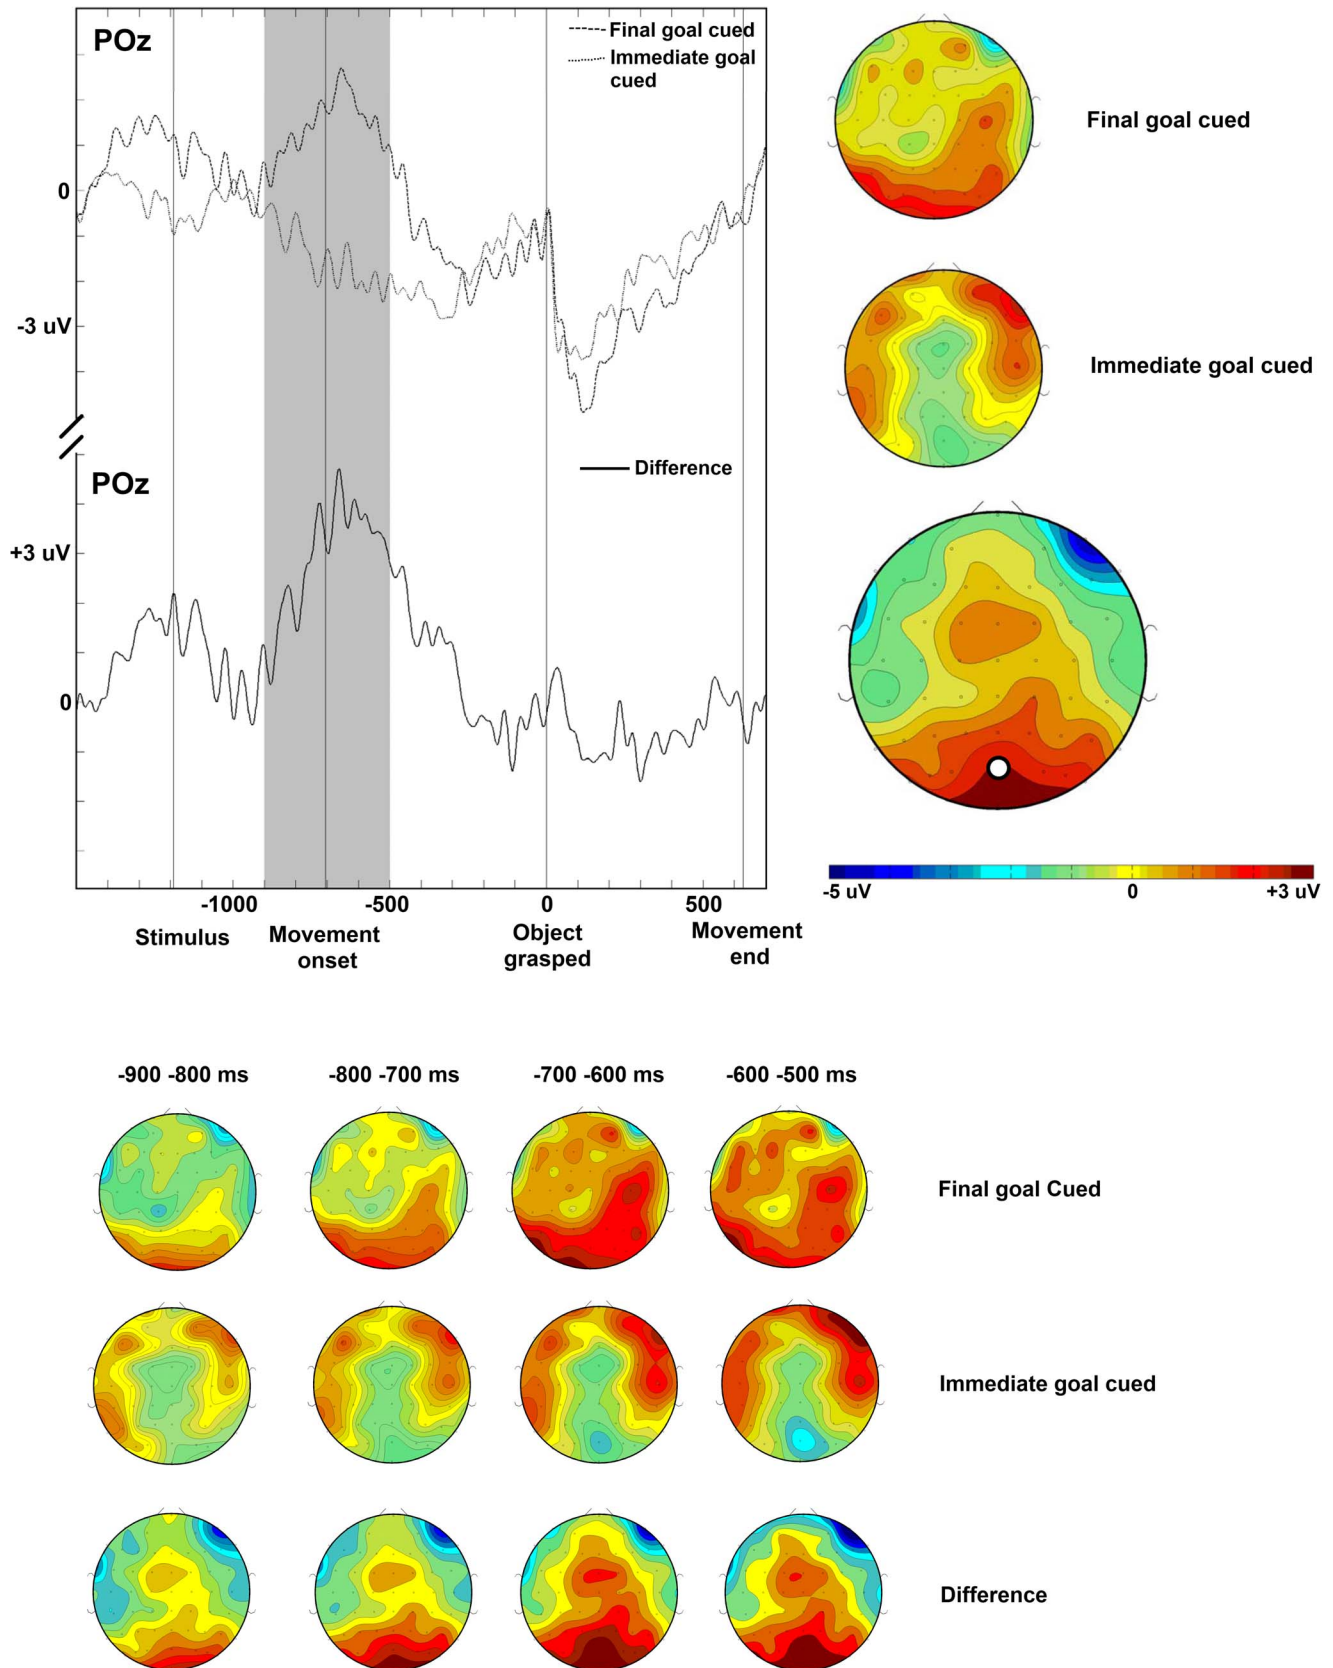 POz
Final goal cued
Immediate goal
cued
0
-3 uV
POz
Difference
+3 uV
0
-1000 -500 0 500
Stimulus
Movement
onset
Object
grasped
Movement
end
Final goal cued
Immediate goal cued
-5 uV 0 +3 uV
-900 -800 ms -800 -700 ms -700 -600 ms -600 -500 ms
Final goal Cued
Immediate goal cued
Difference